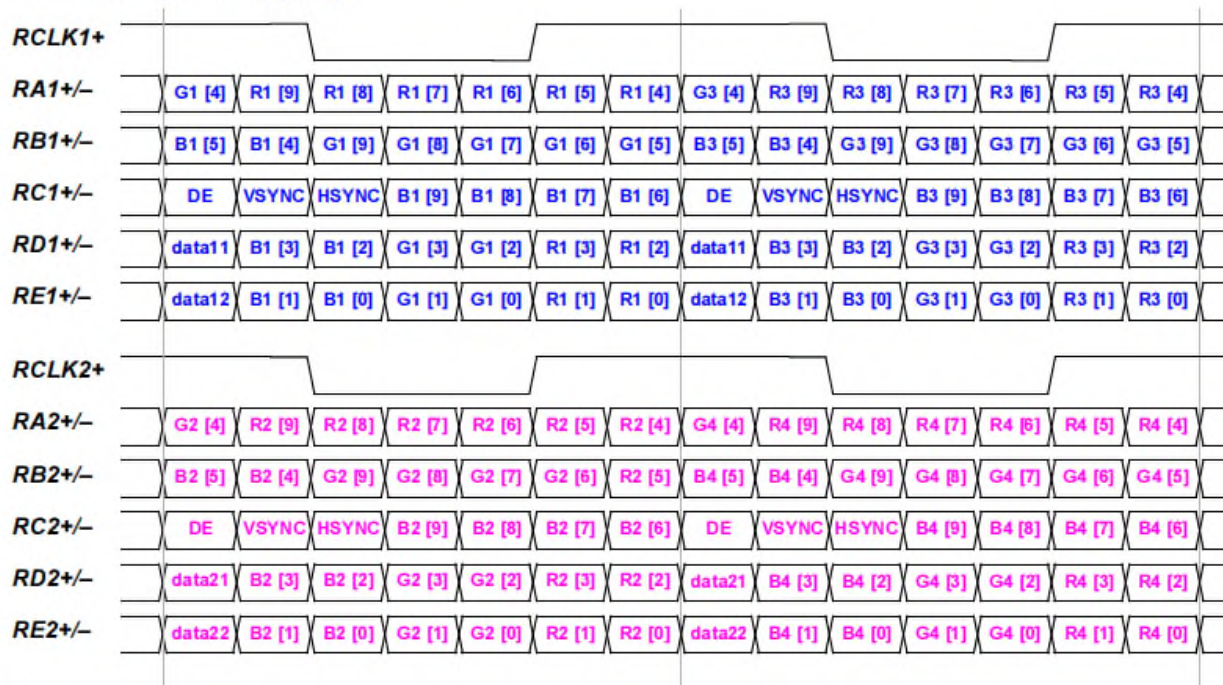 RCLK1+
RA1+/– G1 [4] R1 [9] R1 [8] R1 [7] R1 [6] R1 [5] R1 [4] G3 [4] R3 [9] R3 [8] R3 [7] R3 [6] R3 [5] R3 [4]
RB1+/– B1 [5] B1 [4] G1 [9] G1 [8] G1 [7] G1 [6] G1 [5] B3 [5] B3 [4] G3 [9] G3 [8] G3 [7] G3 [6] G3 [5]
RC1+/– DE VSYNC HSYNC B1 [9] B1 [8] B1 [7] B1 [6] DE VSYNC HSYNC B3 [9] B3 [8] B3 [7] B3 [6]
RD1+/– data11 B1 [3] B1 [2] G1 [3] G1 [2] R1 [3] R1 [2] data11 B3 [3] B3 [2] G3 [3] G3 [2] R3 [3] R3 [2]
RE1+/– data12 B1 [1] B1 [0] G1 [1] G1 [0] R1 [1] R1 [0] data12 B3 [1] B3 [0] G3 [1] G3 [0] R3 [1] R3 [0]
RCLK2+
RA2+/– G2 [4] R2 [9] R2 [8] R2 [7] R2 [6] R2 [5] R2 [4] G4 [4] R4 [9] R4 [8] R4 [7] R4 [6] R4 [5] R4 [4]
RB2+/– B2 [5] B2 [4] G2 [9] G2 [8] G2 [7] G2 [6] R2 [5] B4 [5] B4 [4] G4 [9] G4 [8] G4 [7] G4 [6] G4 [5]
RC2+/– DE VSYNC HSYNC B2 [9] B2 [8] B2 [7] B2 [6] DE VSYNC HSYNC B4 [9] B4 [8] B4 [7] B4 [6]
RD2+/– data21 B2 [3] B2 [2] G2 [3] G2 [2] R2 [3] R2 [2] data21 B4 [3] B4 [2] G4 [3] G4 [2] R4 [3] R4 [2]
RE2+/– data22 B2 [1] B2 [0] G2 [1] G2 [0] R2 [1] R2 [0] data22 B4 [1] B4 [0] G4 [1] G4 [0] R4 [1] R4 [0]